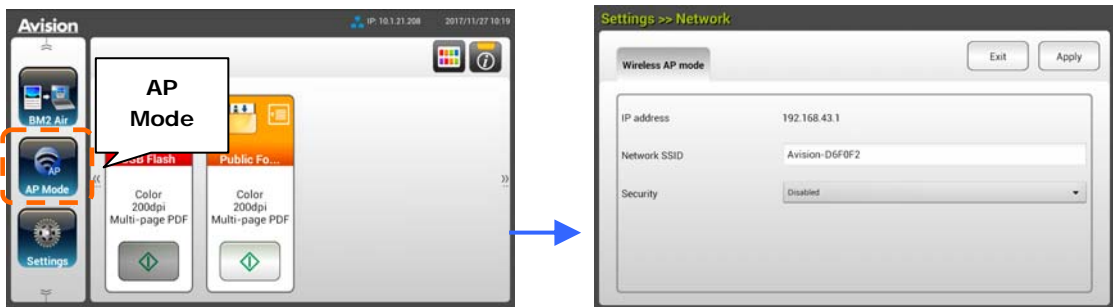 Avision
IP: 10.1.21.208 2017/11/27 10:19
BM2 Air
AP
Mode
AP
AP Mode
Settings
SB Flash
Public Fo...
Color
200dpi
Multi-page PDF
Color
200dpi
Multi-page PDF
Settings >> Network
Wireless AP mode
Exit
Apply
IP address 192.168.43.1
Network SSID Avision-D6F0F2
Security Disabled